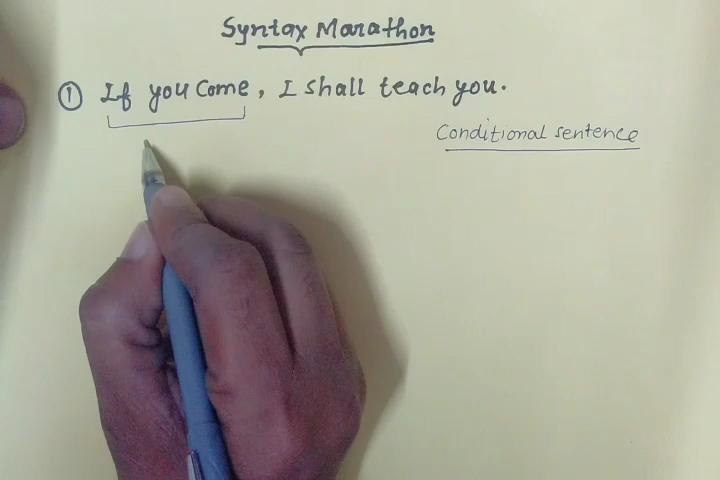 Syntax Marathon
① If you come, I shall teach you.
Conditional sentence